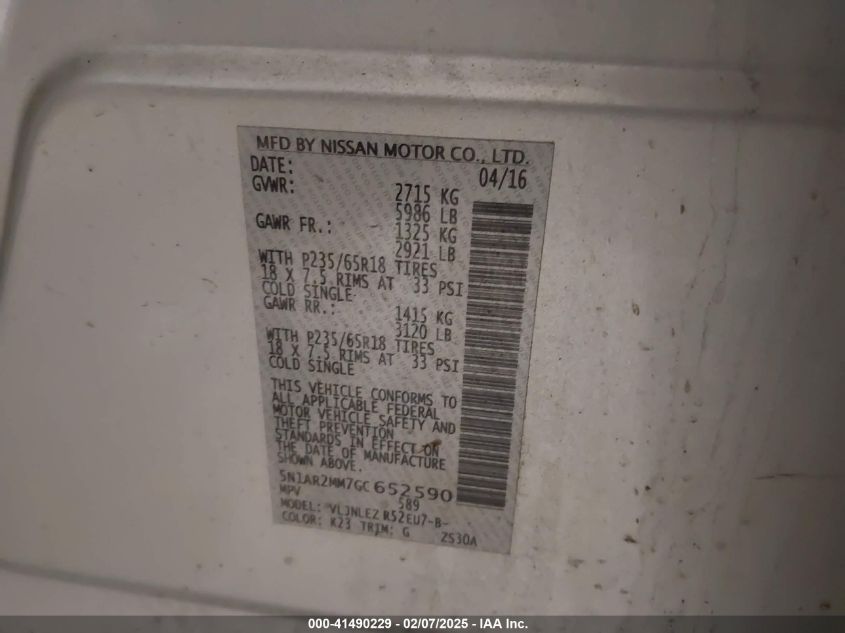 MFD BY NISSAN MOTOR CO., LTD.
DATE: 04/16
GVWR: 2715 KG
5986 LB
GAWR FR.: 1325 KG
2921 LB
WITH P235/65R18 TIRES
18 X 7.5 RIMS AT 33 PSI
COLD SINGLE
GAWR RR.: 1415 KG
3120 LB
WITH P235/65R18 TIRES
18 X 7.5 RIMS AT 33 PSI
COLD SINGLE
THIS VEHICLE CONFORMS TO
ALL APPLICABLE FEDERAL
MOTOR VEHICLE SAFETY AND
THEFT PREVENTION
STANDARDS IN EFFECT ON
THE DATE OF MANUFACTURE
SHOWN ABOVE.
5N1AR2MM7GC652590
MPV 589
MODEL: VLJNLEZ R52EU7-B-
COLOR: K23 TRIM: G 2S30A
000-41490229 - 02/07/2025 - IAA Inc.